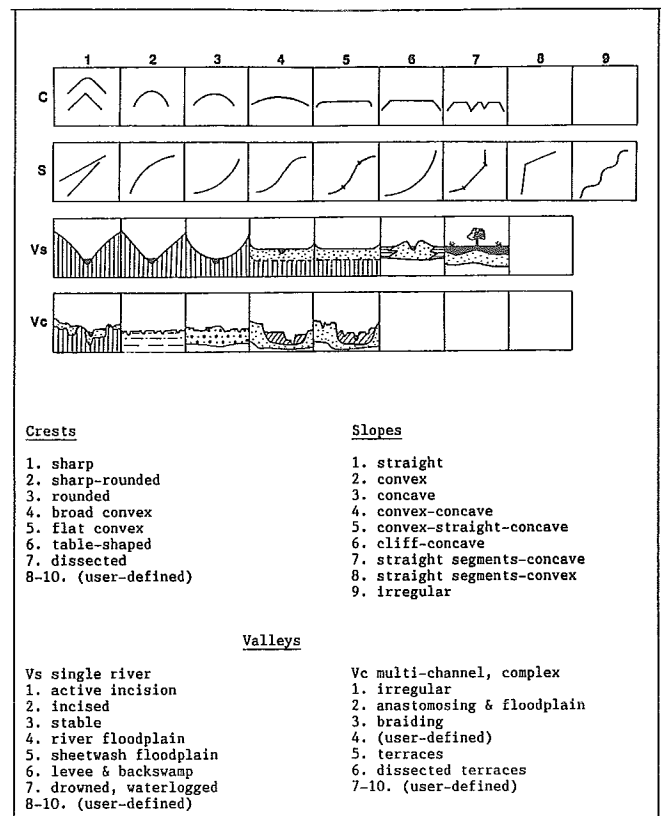 1 2 3 4 5 6 7 8 9
C
S
Vs
Vc
Crests
1. sharp
2. sharp-rounded
3. rounded
4. broad convex
5. flat convex
6. table-shaped
7. dissected
8-10. (user-defined)
Slopes
1. straight
2. convex
3. concave
4. convex-concave
5. convex-straight-concave
6. cliff-concave
7. straight segments-concave
8. straight segments-convex
9. irregular
Valleys
Vs single river
1. active incision
2. incised
3. stable
4. river floodplain
5. sheetwash floodplain
6. levee & backswamp
7. drowned, waterlogged
8-10. (user-defined)
Vc multi-channel, complex
1. irregular
2. anastomosing & floodplain
3. braiding
4. (user-defined)
5. terraces
6. dissected terraces
7-10. (user-defined)